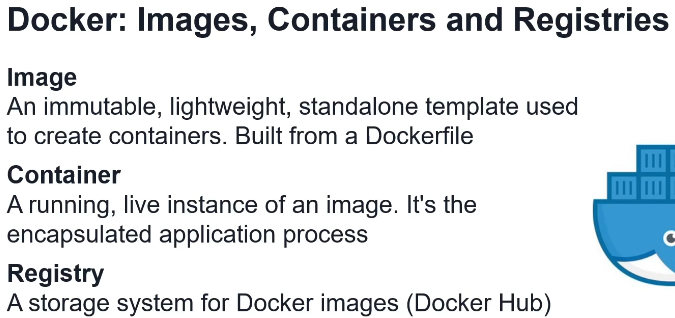 Docker: Images, Containers and Registries
Image
An immutable, lightweight, standalone template used
to create containers. Built from a Dockerfile
Container
A running, live instance of an image. It's the
encapsulated application process
Registry
A storage system for Docker images (Docker Hub)